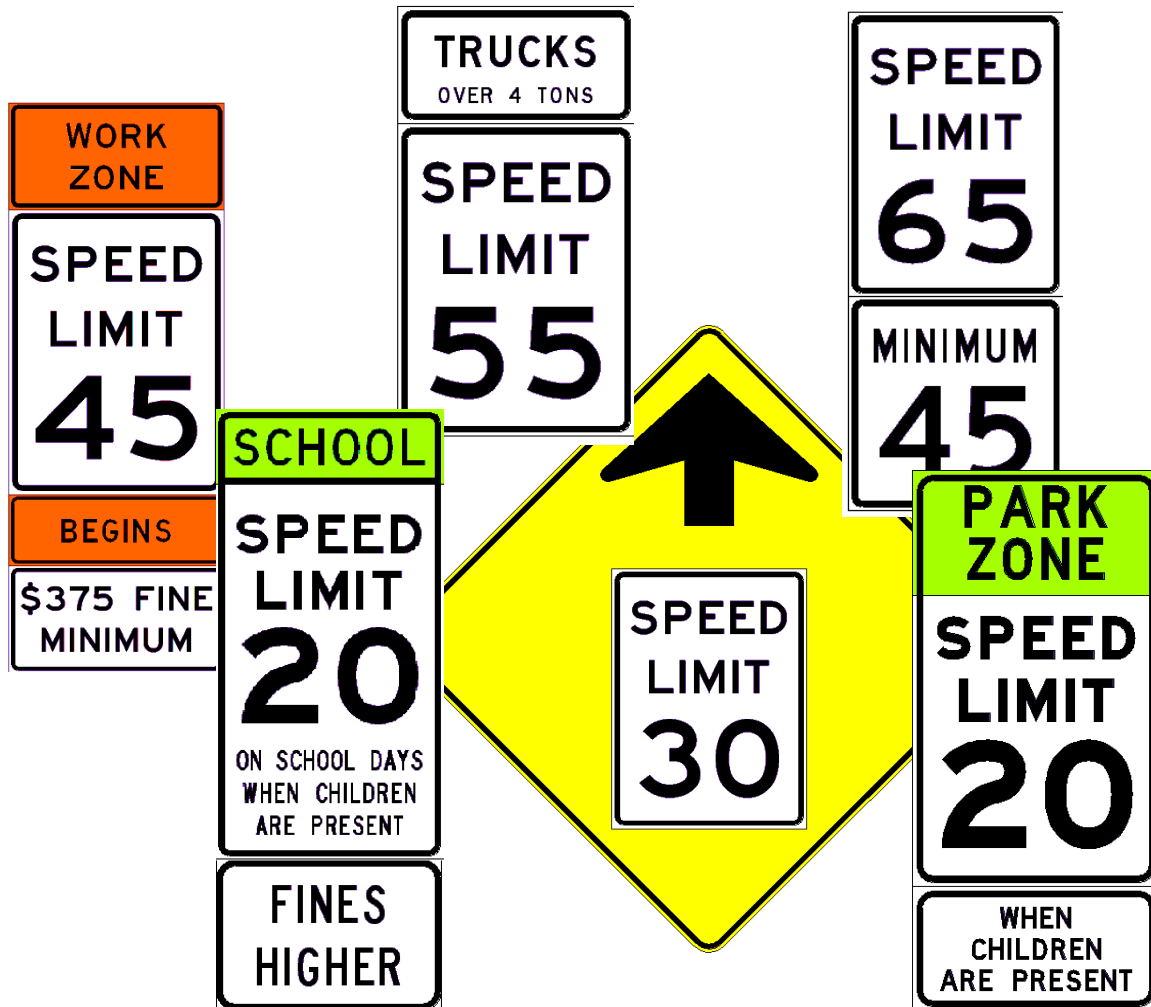 WORK
ZONE
SPEED
LIMIT
45
BEGINS
$375 FINE
MINIMUM
TRUCKS
OVER 4 TONS
SPEED
LIMIT
55
SPEED
LIMIT
65
MINIMUM
45
SCHOOL
SPEED
LIMIT
20
ON SCHOOL DAYS
WHEN CHILDREN
ARE PRESENT
FINES
HIGHER
SPEED
LIMIT
30
PARK
ZONE
SPEED
LIMIT
20
WHEN
CHILDREN
ARE PRESENT